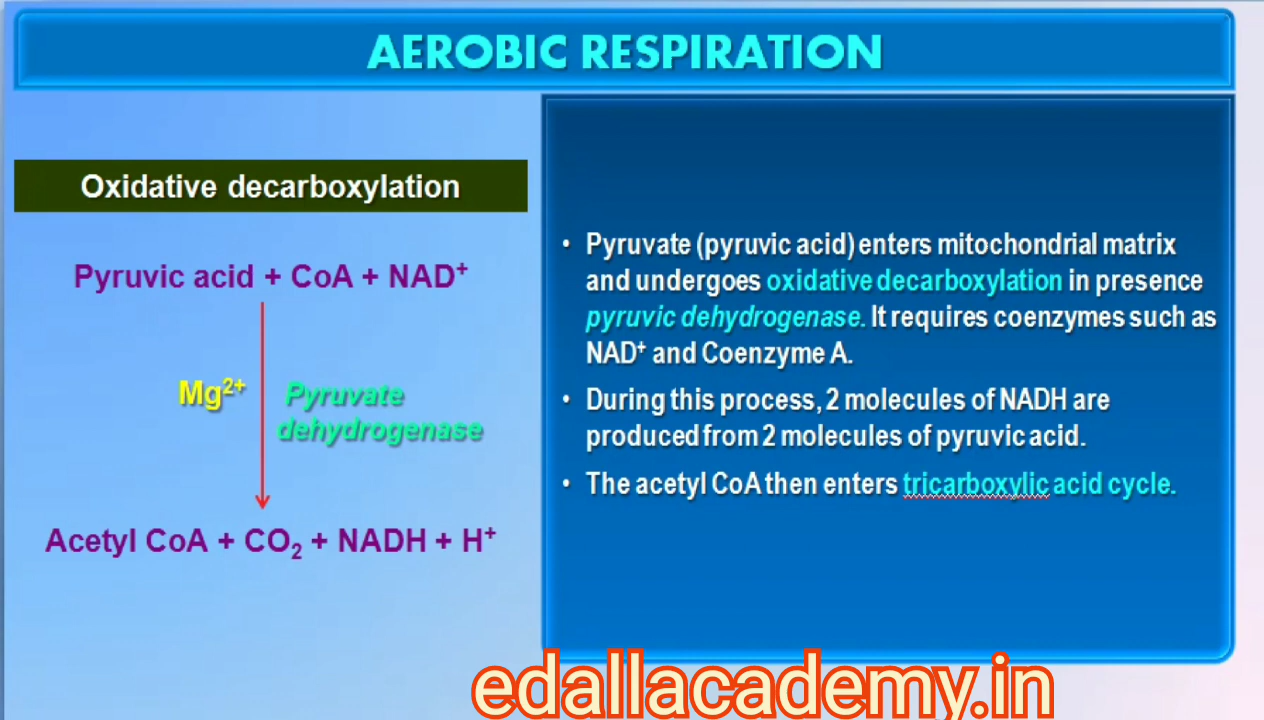 AEROBIC RESPIRATION
Oxidative decarboxylation
Pyruvic acid + CoA + NAD⁺
Mg²⁺
Pyruvate
dehydrogenase
Acetyl CoA + CO₂ + NADH + H⁺
• Pyruvate (pyruvic acid) enters mitochondrial matrix
and undergoes oxidative decarboxylation in presence
pyruvic dehydrogenase. It requires coenzymes such as
NAD⁺ and Coenzyme A.
• During this process, 2 molecules of NADH are
produced from 2 molecules of pyruvic acid.
• The acetyl CoA then enters tricarboxylic acid cycle.
edallacademy.in